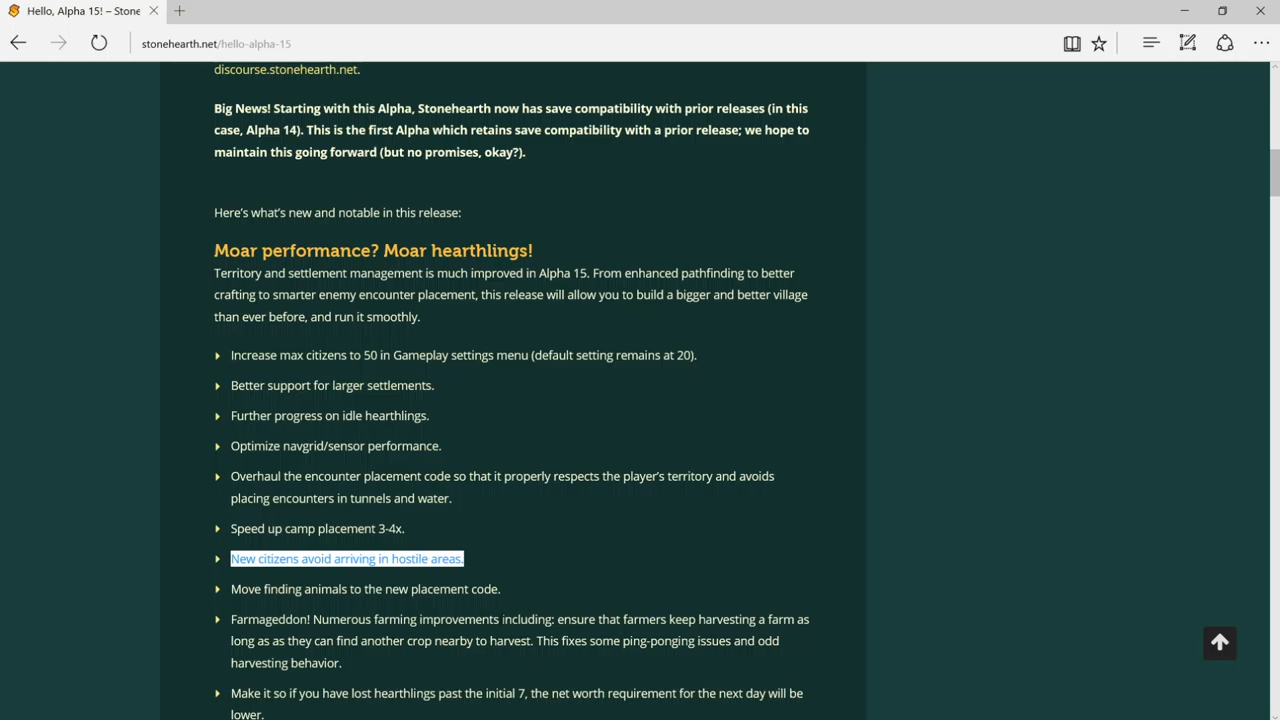 Hello, Alpha 15! – Stone
stonehearth.net/hello-alpha-15
discourse.stonehearth.net.
Big News! Starting with this Alpha, Stonehearth now has save compatibility with prior releases (in this
case, Alpha 14). This is the first Alpha which retains save compatibility with a prior release; we hope to
maintain this going forward (but no promises, okay?).
Here's what's new and notable in this release:
Moar performance? Moar hearthlings!
Territory and settlement management is much improved in Alpha 15. From enhanced pathfinding to better
crafting to smarter enemy encounter placement, this release will allow you to build a bigger and better village
than ever before, and run it smoothly.
Increase max citizens to 50 in Gameplay settings menu (default setting remains at 20).
Better support for larger settlements.
Further progress on idle hearthlings.
Optimize navgrid/sensor performance.
Overhaul the encounter placement code so that it properly respects the player's territory and avoids
placing encounters in tunnels and water.
Speed up camp placement 3-4x.
New citizens avoid arriving in hostile areas.
Move finding animals to the new placement code.
Farmageddon! Numerous farming improvements including: ensure that farmers keep harvesting a farm as
long as as they can find another crop nearby to harvest. This fixes some ping-ponging issues and odd
harvesting behavior.
Make it so if you have lost hearthlings past the initial 7, the net worth requirement for the next day will be
lower.